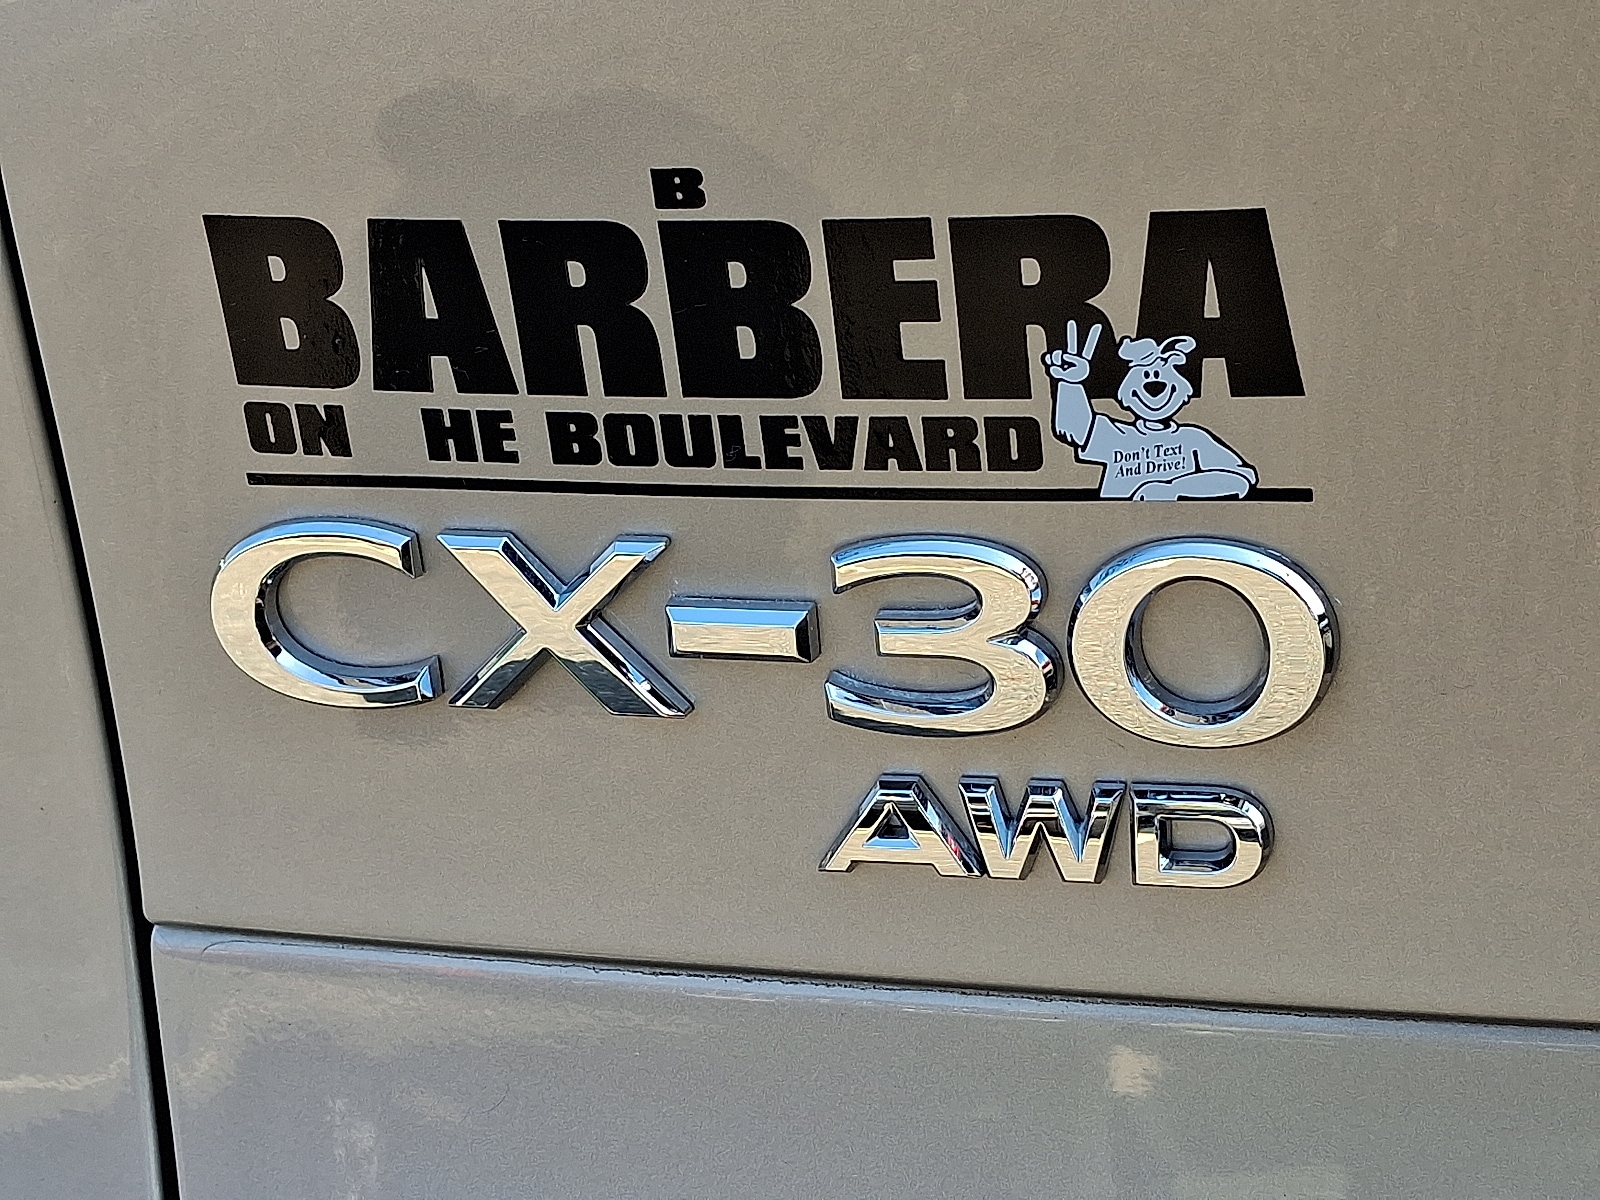 B
BARBERA
ON HE BOULEVARD
Don't Text
And Drive!
CX-30
AWD